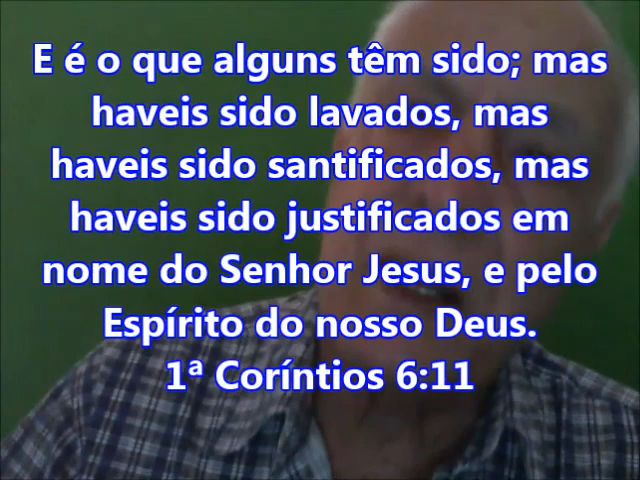 E é o que alguns têm sido; mas
haveis sido lavados, mas
haveis sido santificados, mas
haveis sido justificados em
nome do Senhor Jesus, e pelo
Espírito do nosso Deus.
1ª Coríntios 6:11